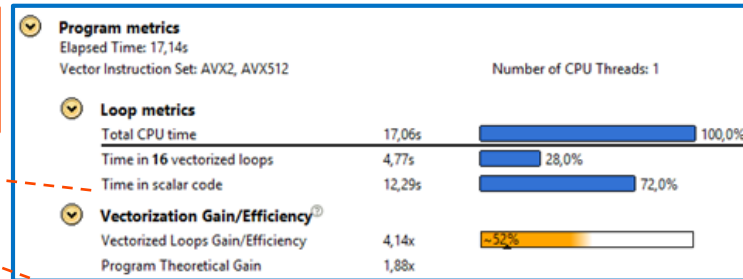 Program metrics
Elapsed Time: 17,14s
Vector Instruction Set: AVX2, AVX512 Number of CPU Threads: 1
Loop metrics
Total CPU time 17,06s 100,0%
Time in 16 vectorized loops 4,77s 28,0%
Time in scalar code 12,29s 72,0%
Vectorization Gain/Efficiency ?
Vectorized Loops Gain/Efficiency 4,14x ~52%
Program Theoretical Gain 1,88x